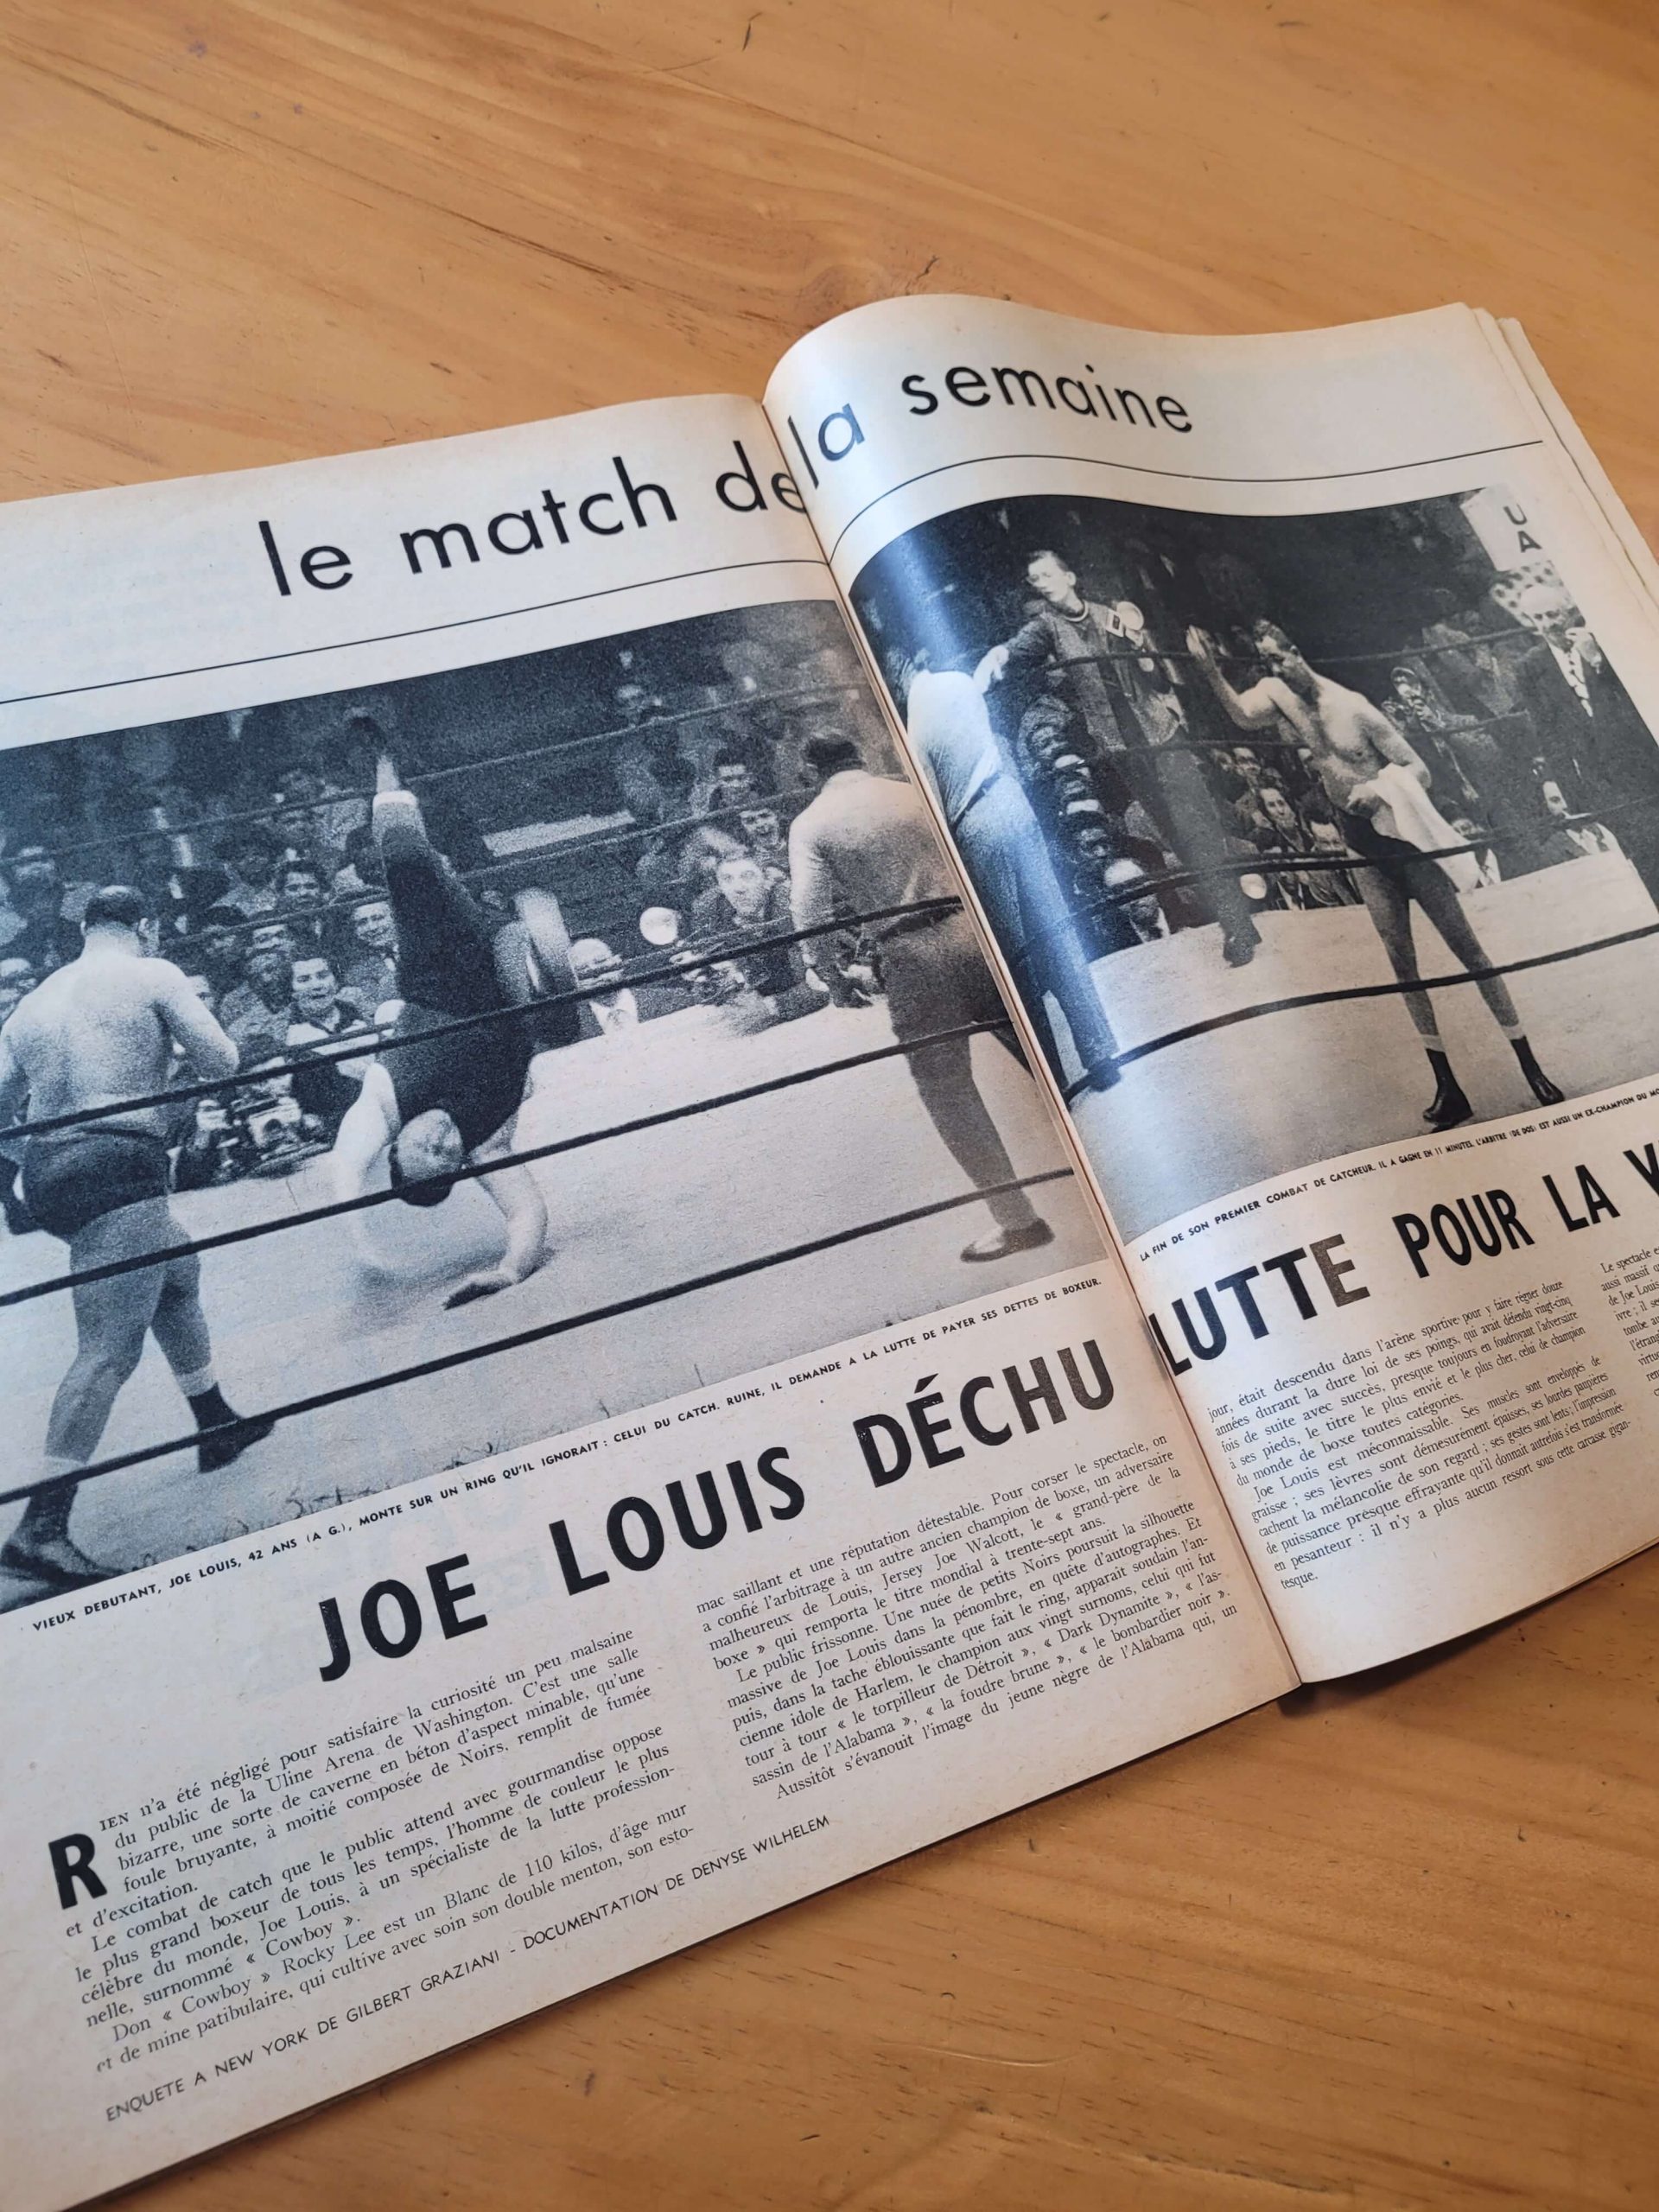 le match de la semaine
U
A
VIEUX DEBUTANT, JOE LOUIS, 42 ANS (A G.), MONTE SUR UN RING QU'IL IGNORAIT : CELUI DU CATCH. RUINE, IL DEMANDE A LA LUTTE DE PAYER SES DETTES DE BOXEUR.
LA FIN DE SON PREMIER COMBAT DE CATCHEUR. IL A GAGNE EN 11 MINUTES. L'ARBITRE (DE DOS) EST AUSSI UN EX-CHAMPION DU
JOE LOUIS DÉCHU LUTTE POUR LA
RIEN n'a été négligé pour satisfaire la curiosité un peu malsaine
du public de la Uline Arena de Washington. C'est une salle
bizarre, une sorte de caverne en béton d'aspect minable, qu'une
foule bruyante, à moitié composée de Noirs, remplit de fumée
et d'excitation.
Le combat de catch que le public attend avec gourmandise oppose
le plus grand boxeur de tous les temps, l'homme de couleur le plus
célèbre du monde, Joe Louis, à un spécialiste de la lutte profession-
nelle, surnommé « Cowboy ».
Don « Cowboy » Rocky Lee est un Blanc de 110 kilos, d'âge mur
et de mine patibulaire, qui cultive avec soin son double menton, son esto-
mac saillant et une réputation détestable. Pour corser le spectacle, on
a confié l'arbitrage à un autre ancien champion de boxe, un adversaire
malheureux de Louis, Jersey Joe Walcott, le « grand-père de la
boxe » qui remporta le titre mondial à trente-sept ans.
Le public frissonne. Une nuée de petits Noirs poursuit la silhouette
massive de Joe Louis dans la pénombre, en quête d'autographes. Et
puis, dans la tache éblouissante que fait le ring, apparait soudain l'an-
cienne idole de Harlem, le champion aux vingt surnoms, celui qui fut
tour à tour « le torpilleur de Détroit », « Dark Dynamite », « l'as-
sassin de l'Alabama », « la foudre brune », « le bombardier noir ».
Aussitôt s'évanouit l'image du jeune nègre de l'Alabama qui, un
jour, était descendu dans l'arène sportive pour y faire régner douze
années durant la dure loi de ses poings, qui avait défendu vingt-cinq
fois de suite avec succès, presque toujours en foudroyant l'adversaire
à ses pieds, le titre le plus envié et le plus cher, celui de champion
du monde de boxe toutes catégories.
Joe Louis est méconnaissable. Ses muscles sont enveloppés de
graisse ; ses lèvres sont démesurément épaisses, ses lourdes paupières
cachent la mélancolie de son regard ; ses gestes sont lents ; l'impression
de puissance presque effrayante qu'il donnait autrefois s'est transformée
en pesanteur : il n'y a plus aucun ressort sous cette carcasse gigan-
tesque.
Le spectacle
aussi massif
de Joe Louis
ivre ; il
tombe
ENQUETE A NEW YORK DE GILBERT GRAZIANI - DOCUMENTATION DE DENYSE WILHELEM